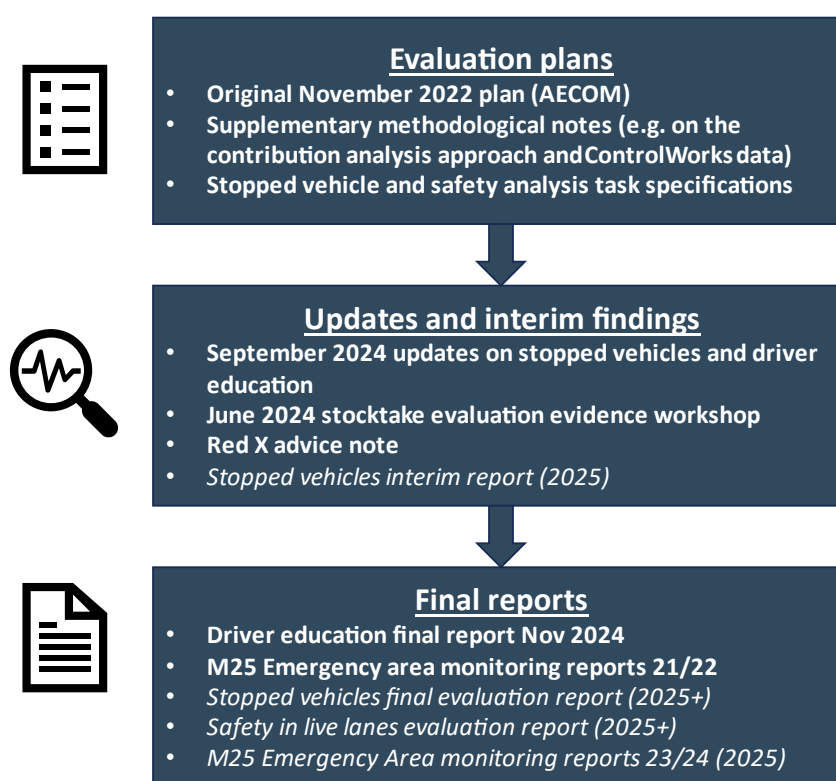 Evaluation plans
• Original November 2022 plan (AECOM)
• Supplementary methodological notes (e.g. on the
contribution analysis approach and ControlWorks data)
• Stopped vehicle and safety analysis task specifications
Updates and interim findings
• September 2024 updates on stopped vehicles and driver
education
• June 2024 stocktake evaluation evidence workshop
• Red X advice note
• Stopped vehicles interim report (2025)
Final reports
• Driver education final report Nov 2024
• M25 Emergency area monitoring reports 21/22
• Stopped vehicles final evaluation report (2025+)
• Safety in live lanes evaluation report (2025+)
• M25 Emergency Area monitoring reports 23/24 (2025)